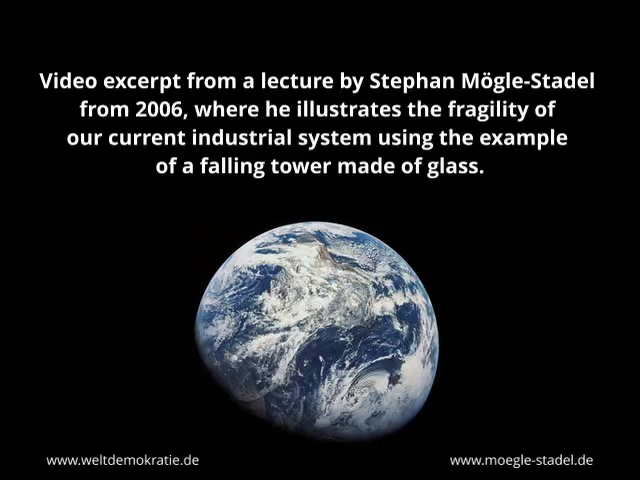 Video excerpt from a lecture by Stephan Mögle-Stadel
from 2006, where he illustrates the fragility of
our current industrial system using the example
of a falling tower made of glass.
www.weltdemokratie.de
www.moegle-stadel.de